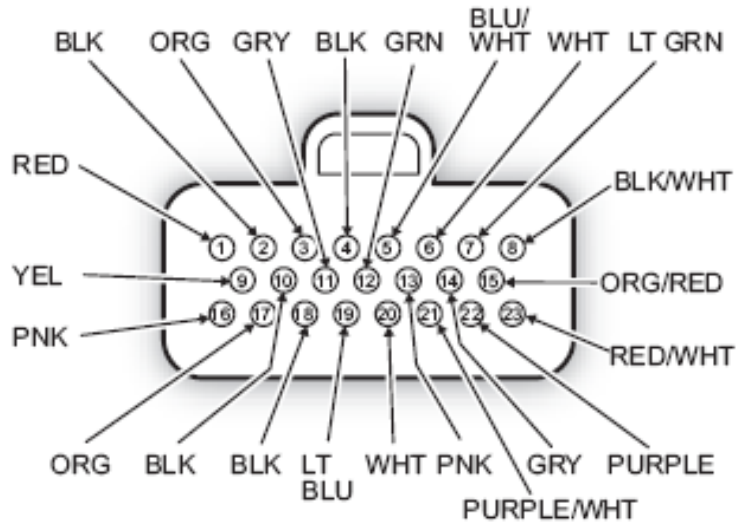 BLK ORG GRY BLK GRN BLU/ WHT WHT LT GRN
RED
BLK/WHT
1 2 3 4 5 6 7 8
YEL
9 10 11 12 13 14 15
ORG/RED
PNK
16 17 18 19 20 21 22 23
RED/WHT
ORG BLK BLK LT BLU WHT PNK GRY PURPLE
PURPLE/WHT